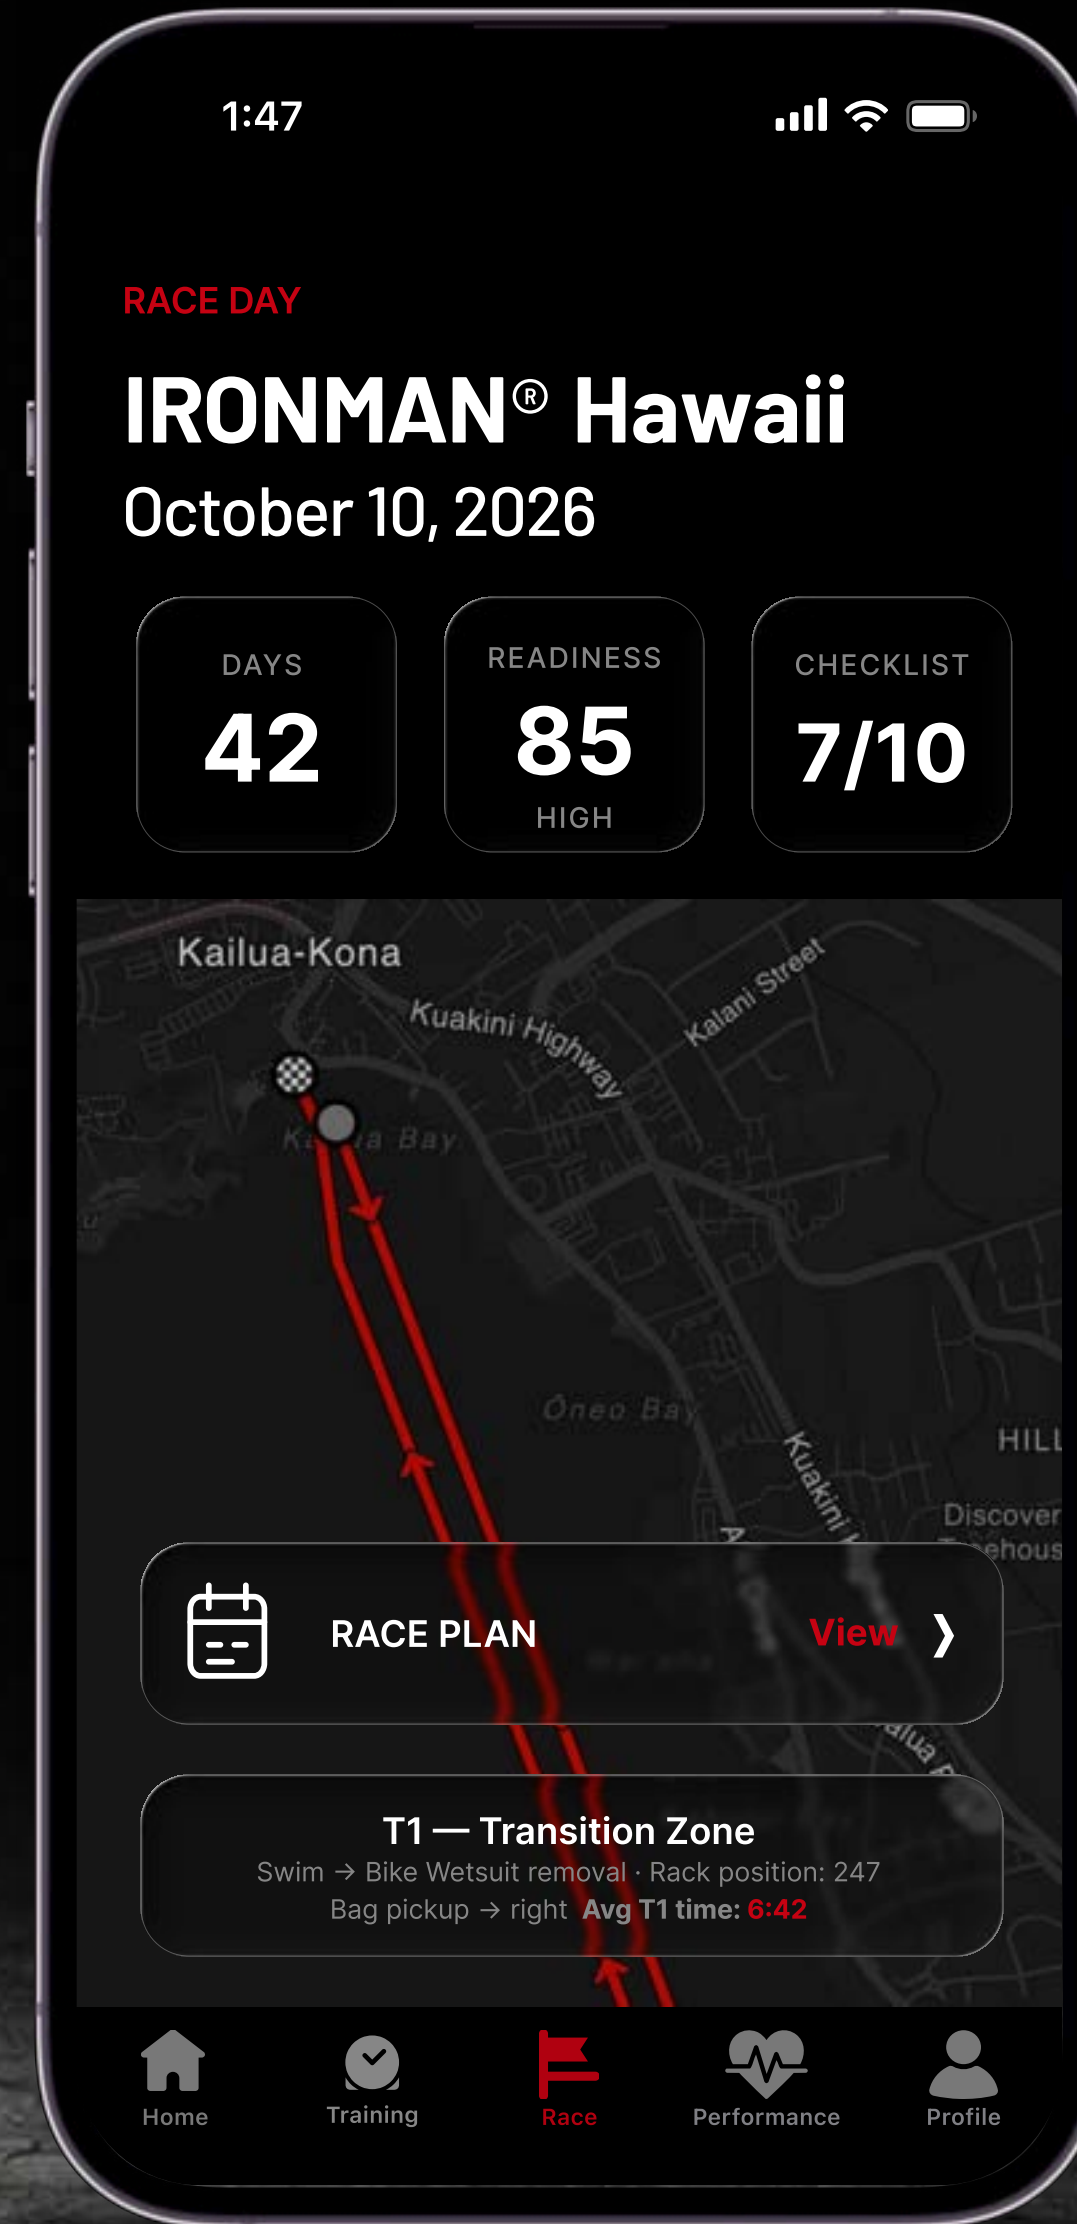 1:47
RACE DAY
IRONMAN® Hawaii
October 10, 2026
DAYS
42
READINESS
85
HIGH
CHECKLIST
7/10
Kailua-Kona
Kuakini Highway
Kalani Street
Bay
Oneo Bay
HILL
Kuakini
Discover
RACE PLAN
View ❯
T1 — Transition Zone
Swim → Bike Wetsuit removal · Rack position: 247
Bag pickup → right Avg T1 time: 6:42
Home
Training
Race
Performance
Profile